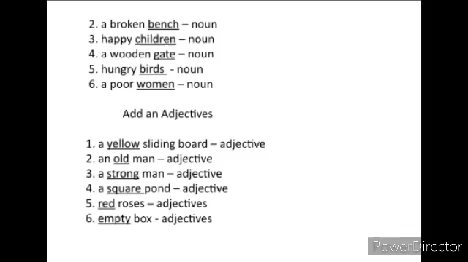 2. a broken bench – noun
3. happy children – noun
4. a wooden gate – noun
5. hungry birds - noun
6. a poor women – noun
Add an Adjectives
1. a yellow sliding board – adjective
2. an old man – adjective
3. a strong man – adjective
4. a square pond – adjective
5. red roses – adjectives
6. empty box - adjectives
PowerDirector